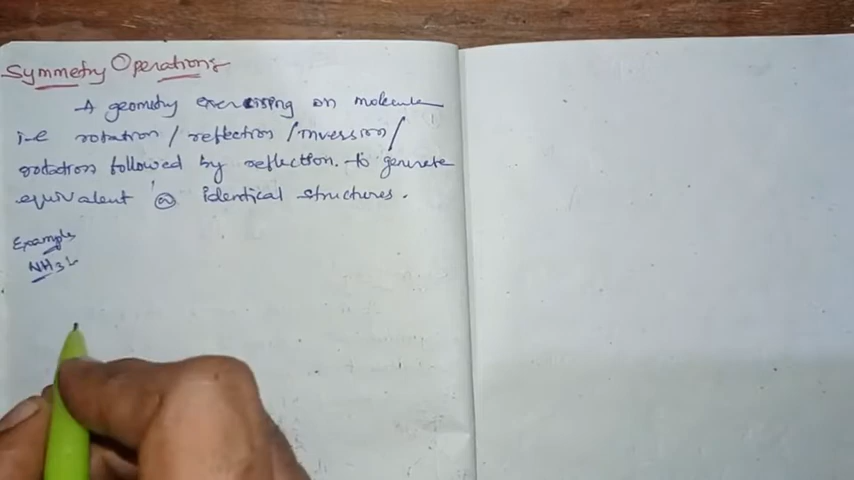 Symmetry Operations
A geometry exercising on molecule
i-e rotation / reflection / inversion /
rotation followed by reflection. to generate
equivalent @ identical structures.
Example
NH3